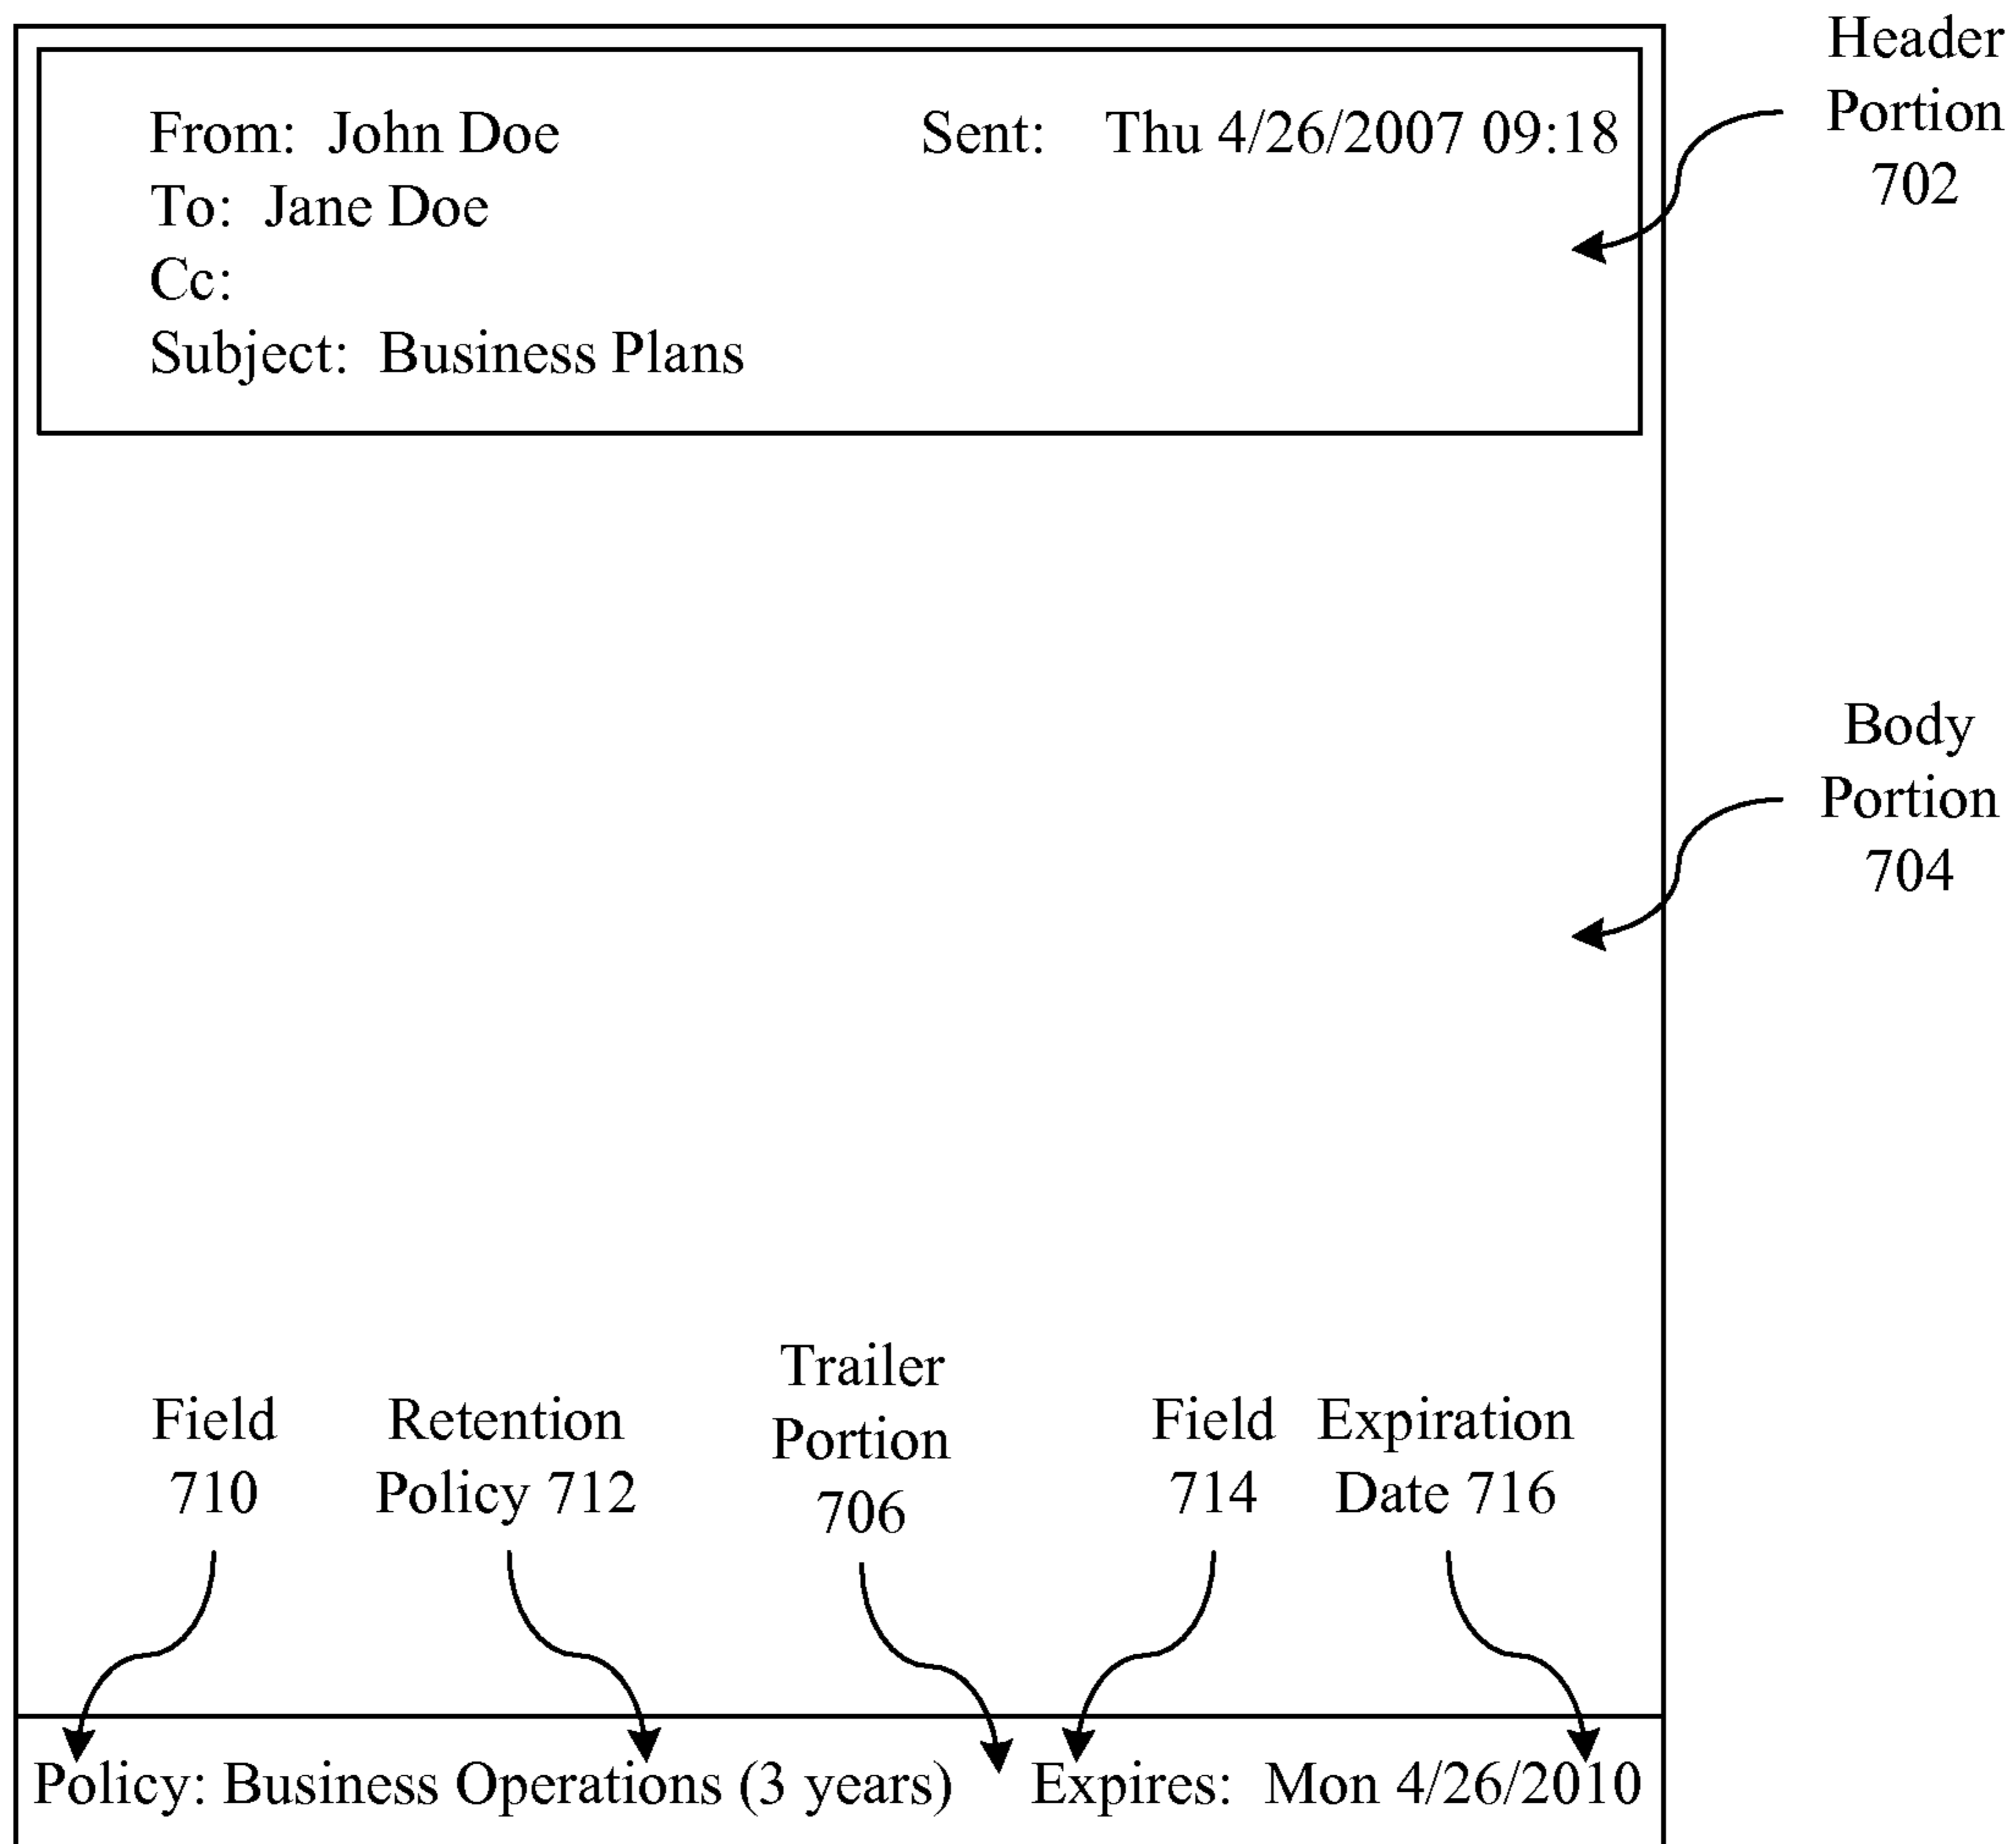 Header
Portion
702
From: John Doe Sent: Thu 4/26/2007 09:18
To: Jane Doe
Cc:
Subject: Business Plans
Body
Portion
704
Field
710
Retention
Policy 712
Trailer
Portion
706
Field
714
Expiration
Date 716
Policy: Business Operations (3 years) Expires: Mon 4/26/2010